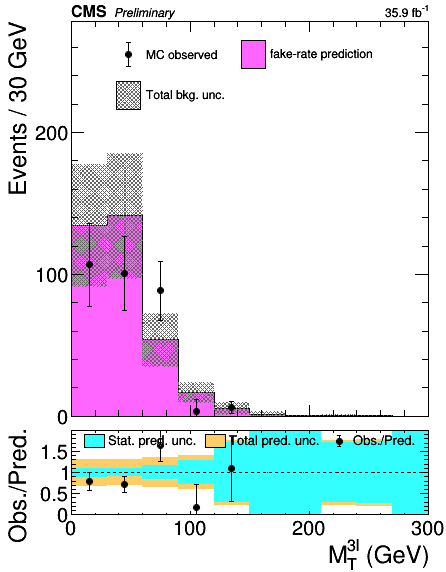 CMS Preliminary 35.9 fb⁻¹
MC observed fake-rate prediction
Total bkg. unc.
Events / 30 GeV
200
100
0
Stat. pred. unc. Total pred. unc. Obs./Pred.
Obs./Pred.
1.5
1
0.5
0
0 100 200 300
M_T^{3l} (GeV)